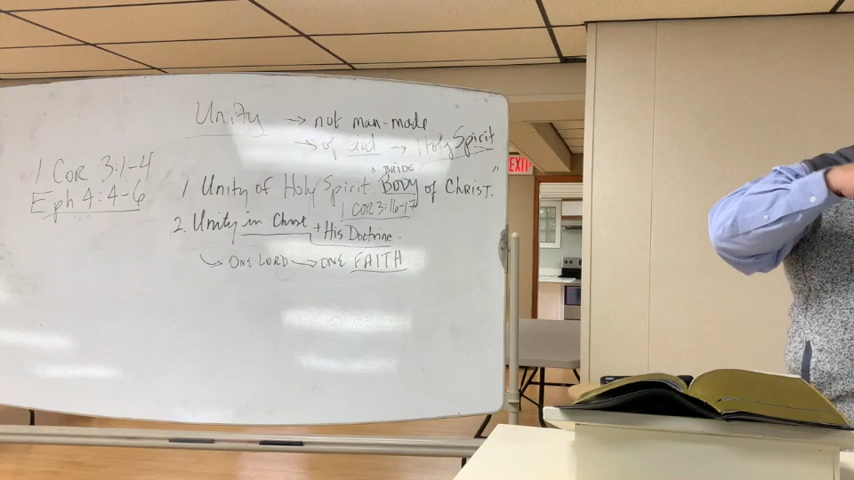 Unity → not man-made
→ of God → Holy Spirit
1 COR 3:1-4
Eph 4:4-6
"BRIDE
1. Unity of Holy Spirit BODY of CHRIST."
1 COR 3:16-17
2. Unity in Christ + His Doctrine.
↳ ONE LORD → ONE FAITH
EXIT